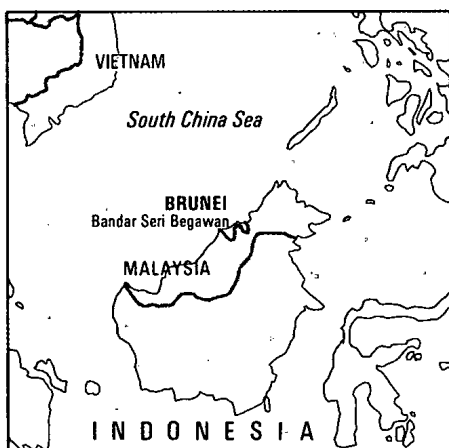 VIETNAM
South China Sea
BRUNEI
Bandar Seri Begawan
MALAYSIA
INDONESIA